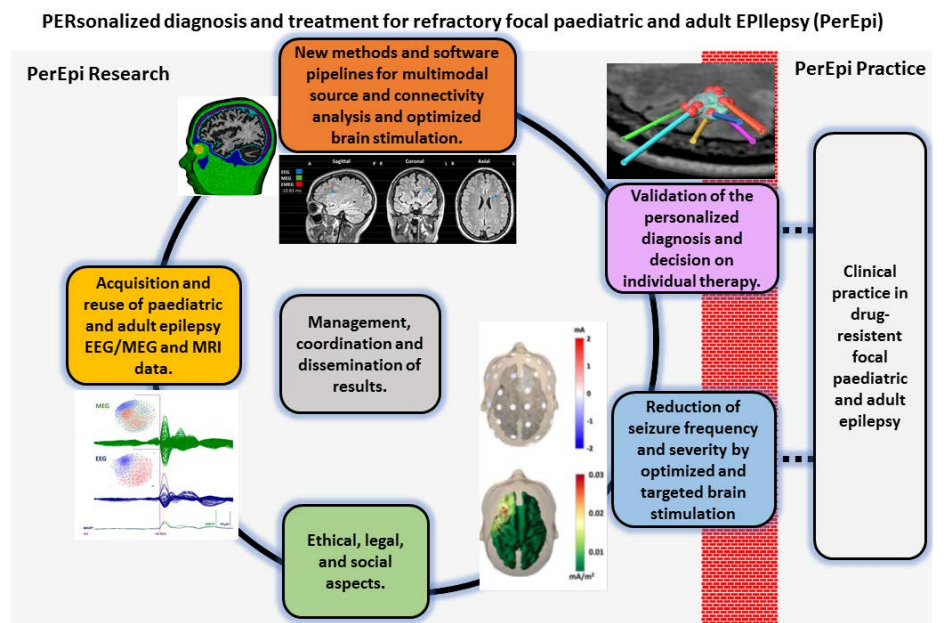 PERsonalized diagnosis and treatment for refractory focal paediatric and adult EPIlepsy (PerEpi)
PerEpi Research
New methods and software
pipelines for multimodal
source and connectivity
analysis and optimized
brain stimulation.
PerEpi Practice
A Sagittal P R Coronal L R Axial L
EEG
MEG
EMEG
Validation of the
personalized
diagnosis and
decision on
individual therapy.
Acquisition and
reuse of paediatric
and adult epilepsy
EEG/MEG and MRI
data.
Management,
coordination and
dissemination of
results.
Clinical
practice in
drug-
resistent
focal
paediatric
and adult
epilepsy
mA
2
1
0
-1
-2
Reduction of
seizure frequency
and severity by
optimized and
targeted brain
stimulation
MEG
EEG
0.03
0.02
0.01
mA/m²
Ethical, legal,
and social
aspects.